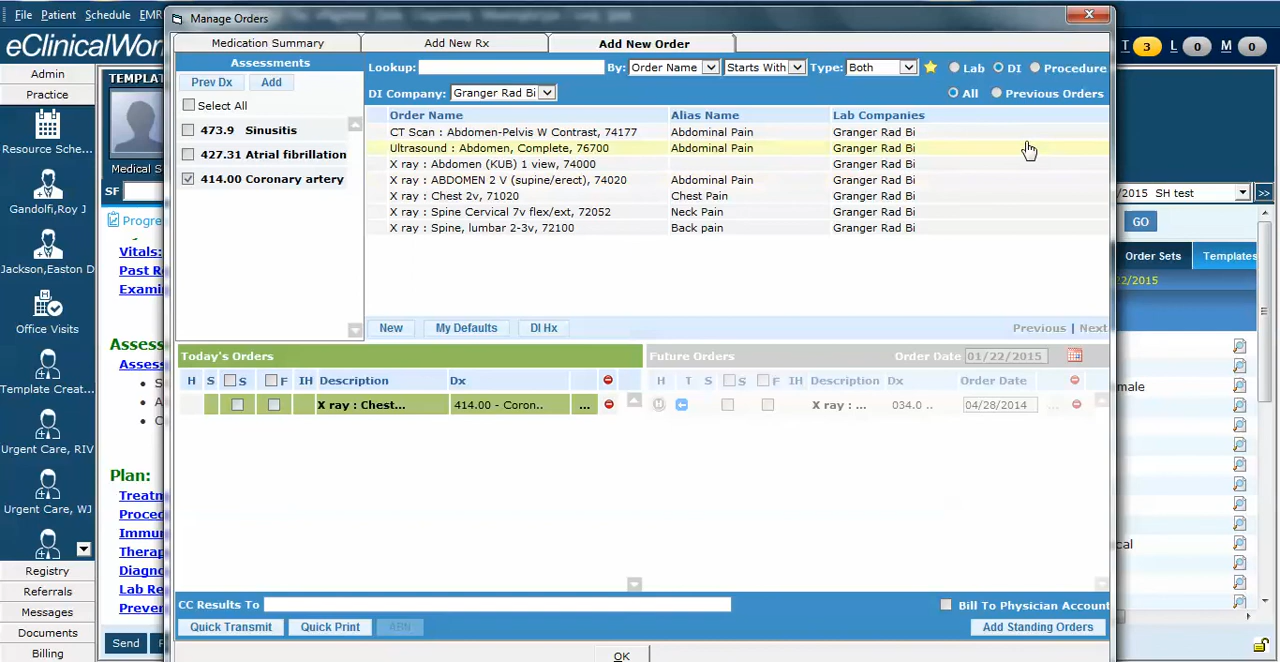 File Patient Schedule EMR
eClinicalWor
Admin
Practice
Resource Sche...
Gandolfi,Roy J
Jackson,Easton D
Office Visits
Template Creat...
Urgent Care, RIV
Urgent Care, WJ
Registry
Referrals
Messages
Documents
Billing
TEMPLAT
Medical S
SF
Progre
Vitals:
Past Re
Examin
Assess
Assess
S
A
C
Plan:
Treatn
Proced
Immun
Therap
Diagno
Lab Re
Prever
Send
Manage Orders
Medication Summary
Add New Rx
Add New Order
Assessments
Prev Dx
Add
Select All
473.9 Sinusitis
427.31 Atrial fibrillation
414.00 Coronary artery
Lookup:
By: Order Name
Starts With
Type: Both
Lab
DI
Procedure
DI Company: Granger Rad Bi
All
Previous Orders
Order Name Alias Name Lab Companies
CT Scan : Abdomen-Pelvis W Contrast, 74177 Abdominal Pain Granger Rad Bi
Ultrasound : Abdomen, Complete, 76700 Abdominal Pain Granger Rad Bi
X ray : Abdomen (KUB) 1 view, 74000 Granger Rad Bi
X ray : ABDOMEN 2 V (supine/erect), 74020 Abdominal Pain Granger Rad Bi
X ray : Chest 2v, 71020 Chest Pain Granger Rad Bi
X ray : Spine Cervical 7v flex/ext, 72052 Neck Pain Granger Rad Bi
X ray : Spine, lumbar 2-3v, 72100 Back pain Granger Rad Bi
New
My Defaults
DI Hx
Previous | Next
Today's Orders
H S S F IH Description Dx
X ray : Chest... 414.00 - Coron.. ...
Future Orders Order Date 01/22/2015
H T S S F IH Description Dx Order Date
X ray : ... 034.0 .. 04/28/2014 ...
CC Results To
Bill To Physician Account
Quick Transmit
Quick Print
ABN
Add Standing Orders
OK
T 3 L 0 M 0
/2015 SH test
>>
GO
Order Sets
Templates
22/2015
male
cal